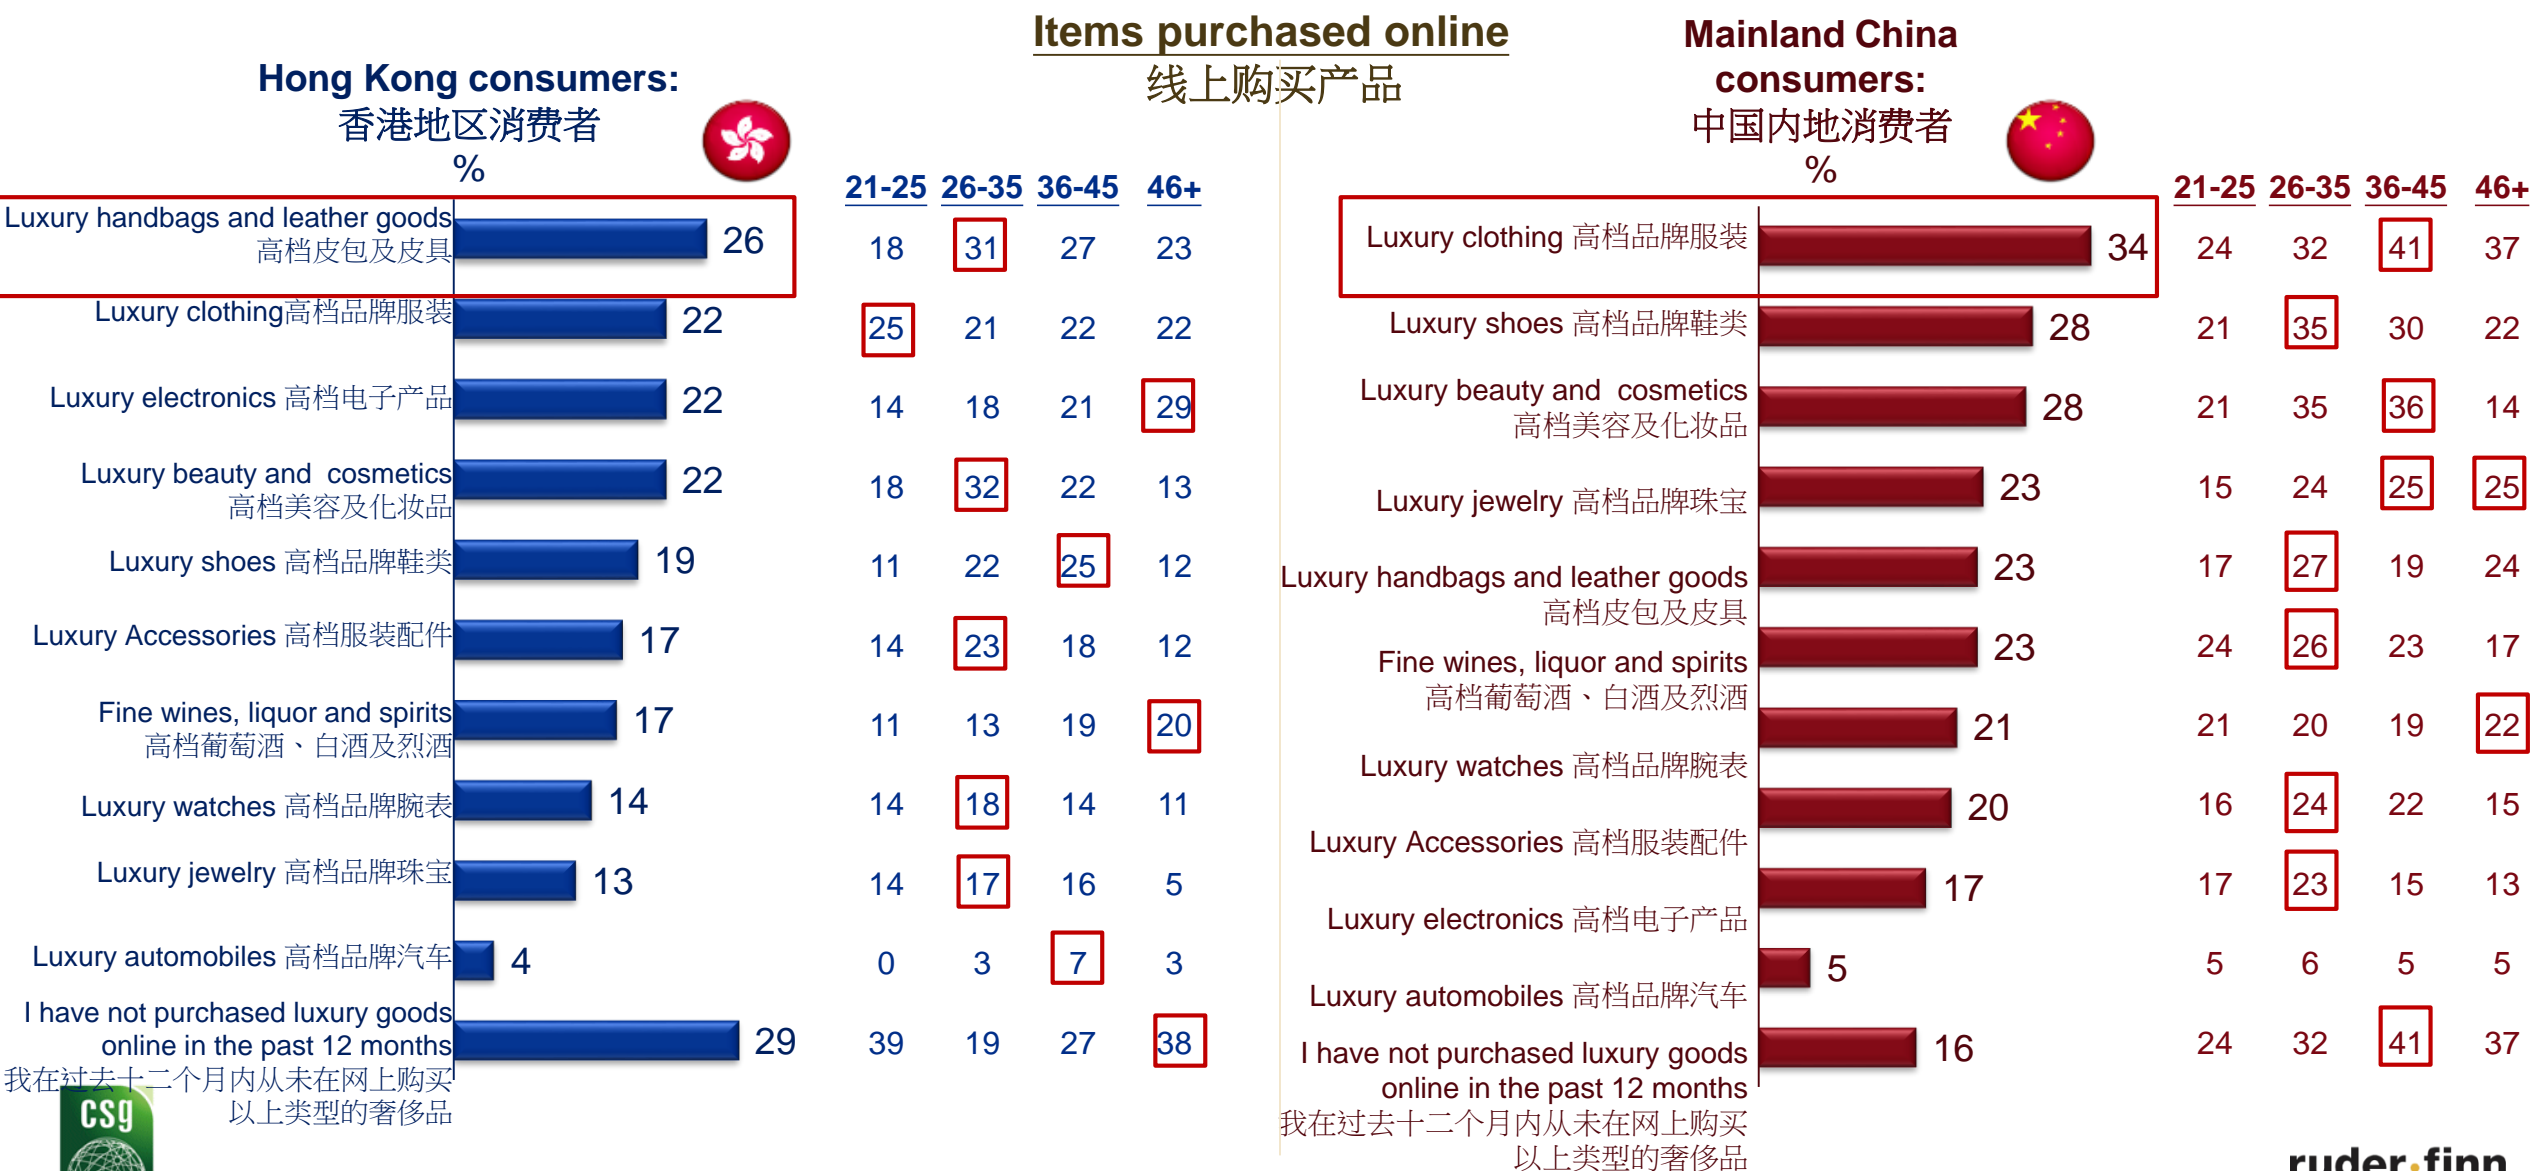 Items purchased online
线上购买产品
Hong Kong consumers:
香港地区消费者
%
21-25 26-35 36-45 46+
Luxury handbags and leather goods
高档皮包及皮具
26 18 31 27 23
Luxury clothing高档品牌服装 22 25 21 22 22
Luxury electronics 高档电子产品 22 14 18 21 29
Luxury beauty and cosmetics
高档美容及化妆品
22 18 32 22 13
Luxury shoes 高档品牌鞋类 19 11 22 25 12
Luxury Accessories 高档服装配件 17 14 23 18 12
Fine wines, liquor and spirits
高档葡萄酒、白酒及烈酒
17 11 13 19 20
Luxury watches 高档品牌腕表 14 14 18 14 11
Luxury jewelry 高档品牌珠宝 13 14 17 16 5
Luxury automobiles 高档品牌汽车 4 0 3 7 3
I have not purchased luxury goods
online in the past 12 months
我在过去十二个月内从未在网上购买
以上类型的奢侈品
29 39 19 27 38
Mainland China
consumers:
中国内地消费者
%
21-25 26-35 36-45 46+
Luxury clothing 高档品牌服装 34 24 32 41 37
Luxury shoes 高档品牌鞋类 28 21 35 30 22
Luxury beauty and cosmetics
高档美容及化妆品
28 21 35 36 14
Luxury jewelry 高档品牌珠宝 23 15 24 25 25
Luxury handbags and leather goods
高档皮包及皮具
23 17 27 19 24
Fine wines, liquor and spirits
高档葡萄酒、白酒及烈酒
23 24 26 23 17
Luxury watches 高档品牌腕表 21 21 20 19 22
Luxury Accessories 高档服装配件 20 16 24 22 15
Luxury electronics 高档电子产品 17 17 23 15 13
Luxury automobiles 高档品牌汽车 5 5 6 5 5
I have not purchased luxury goods
online in the past 12 months
我在过去十二个月内从未在网上购买
以上类型的奢侈品
16 24 32 41 37
csg
ruder·finn